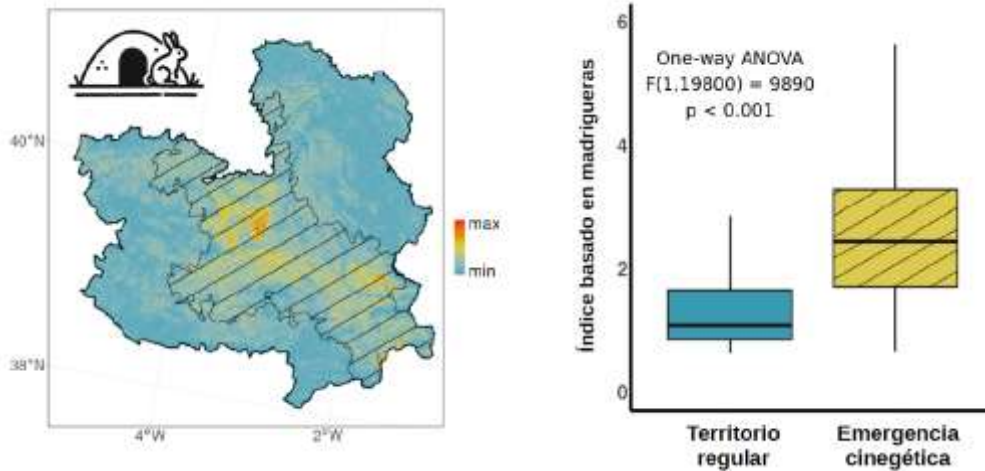 40°N
38°N
4°W
2°W
max
min
Índice basado en madrigueras
6
4
2
0
One-way ANOVA
F(1,19800) = 9890
p < 0.001
Territorio
regular
Emergencia
cinegética